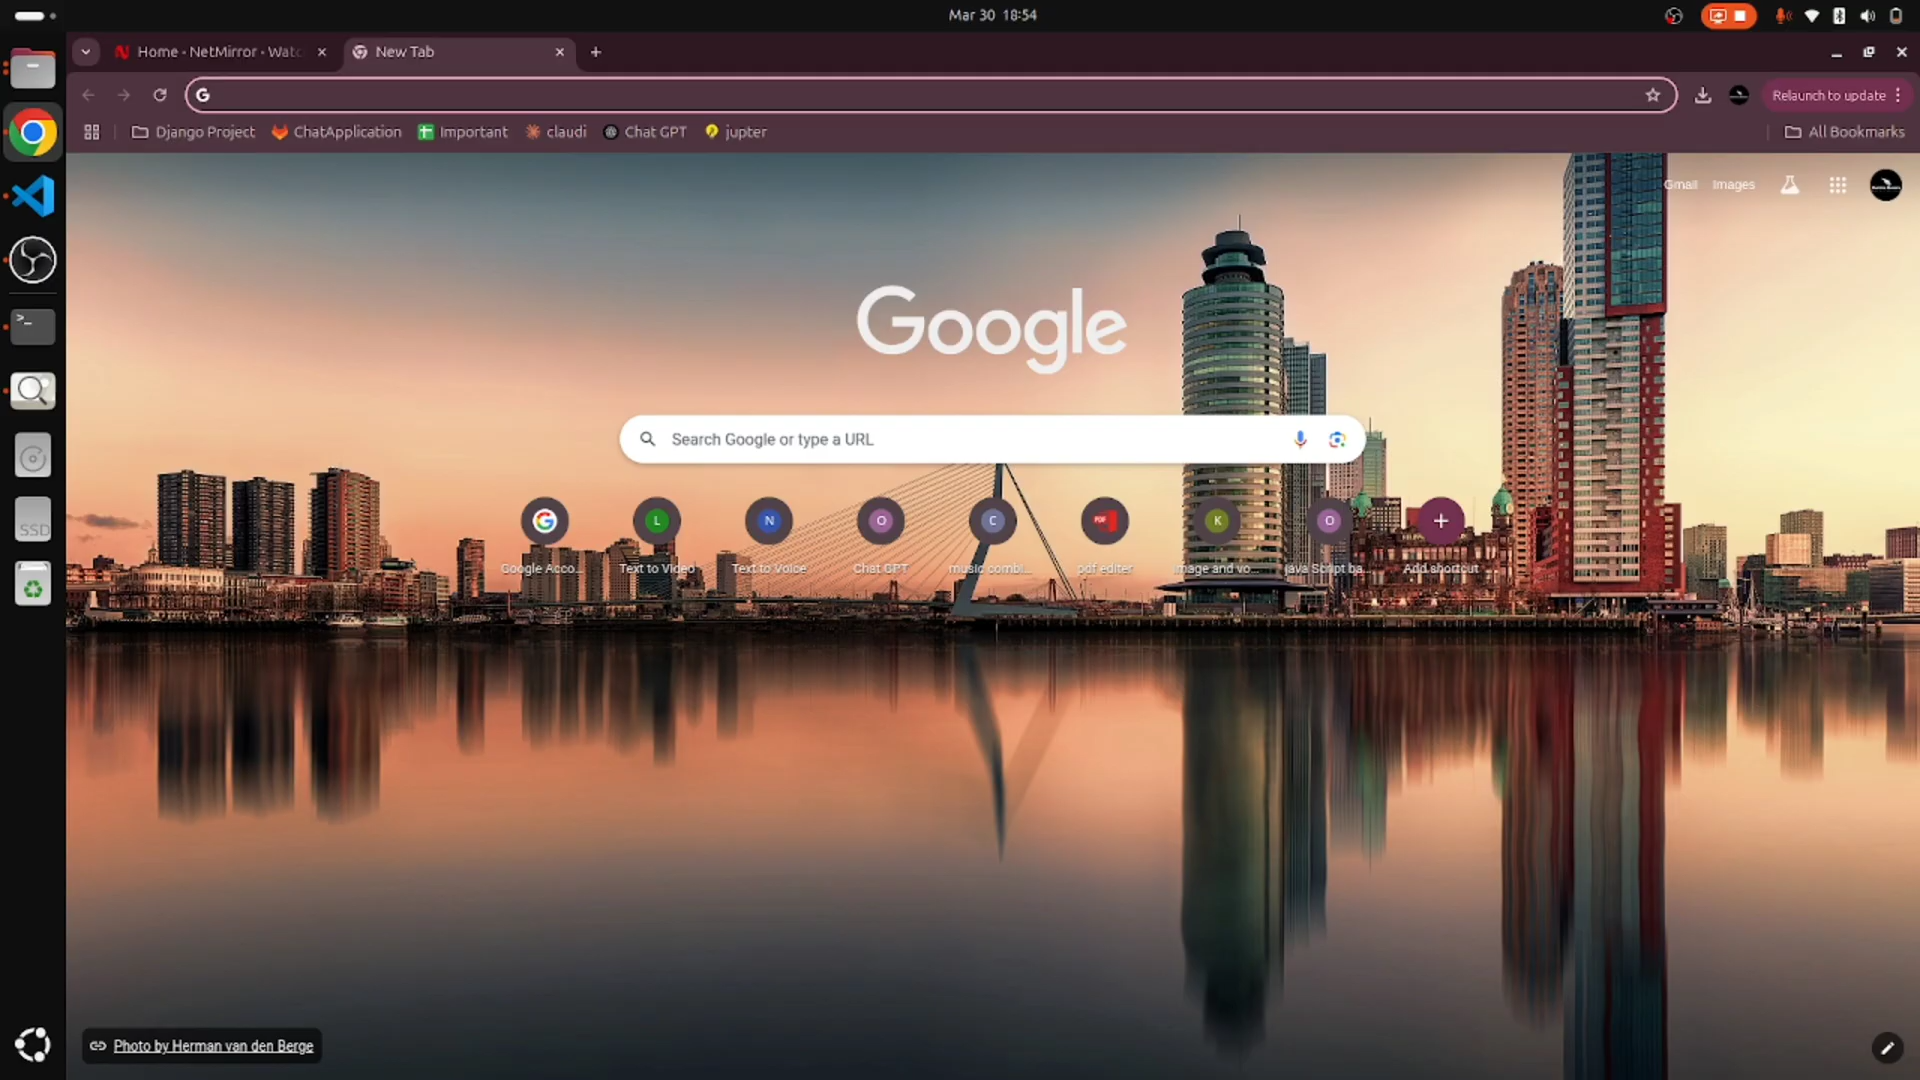 Mar 30 18:54
Home - NetMirror - Watc
New Tab
Relaunch to update
Django Project
ChatApplication
Important
claudi
Chat GPT
jupter
All Bookmarks
Gmail
Images
Google
Search Google or type a URL
L
N
O
C
PDF
K
O
Google Acco...
Text to Video
Text to Voice
Chat GPT
music combi...
pdf editer
image and vo...
java Script ba...
Add shortcut
SSD
Photo by Herman van den Berge